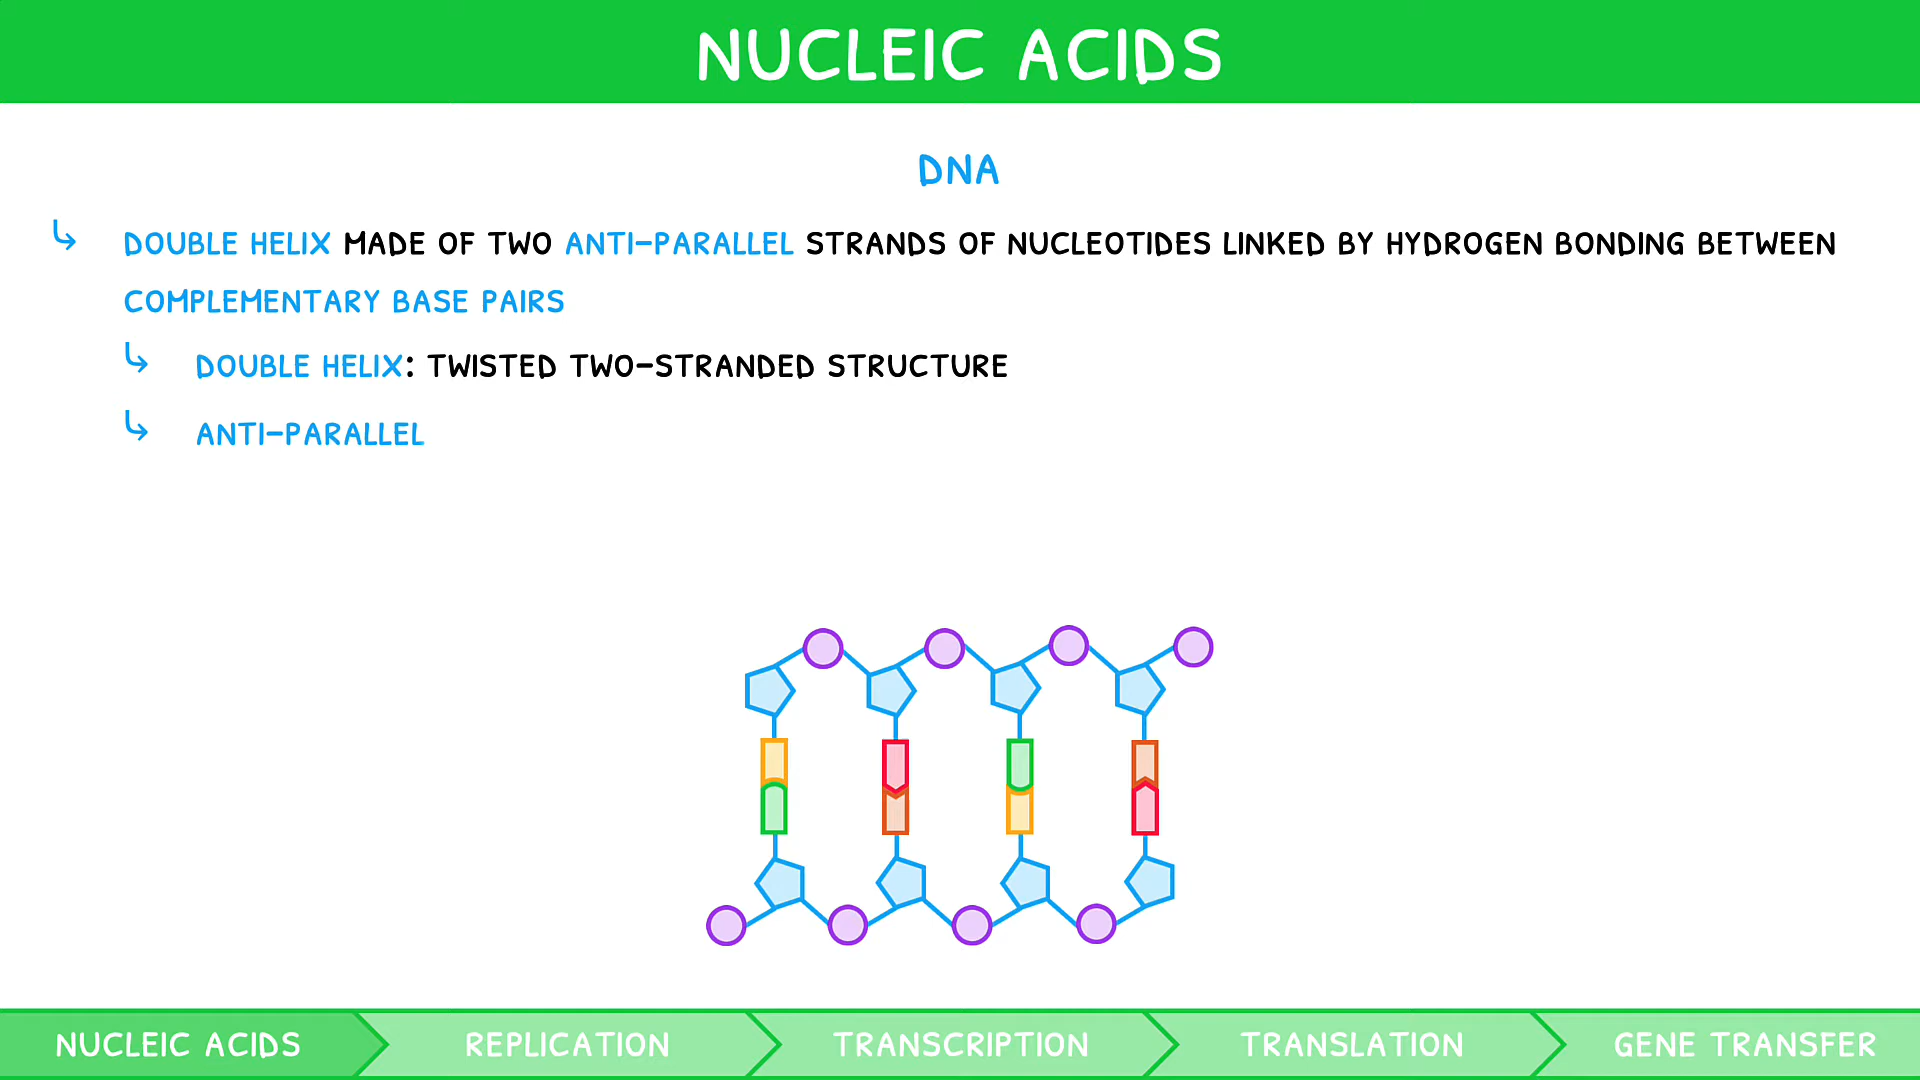 NUCLEIC ACIDS
DNA
DOUBLE HELIX MADE OF TWO ANTI-PARALLEL STRANDS OF NUCLEOTIDES LINKED BY HYDROGEN BONDING BETWEEN
COMPLEMENTARY BASE PAIRS
DOUBLE HELIX: TWISTED TWO-STRANDED STRUCTURE
ANTI-PARALLEL
NUCLEIC ACIDS
REPLICATION
TRANSCRIPTION
TRANSLATION
GENE TRANSFER